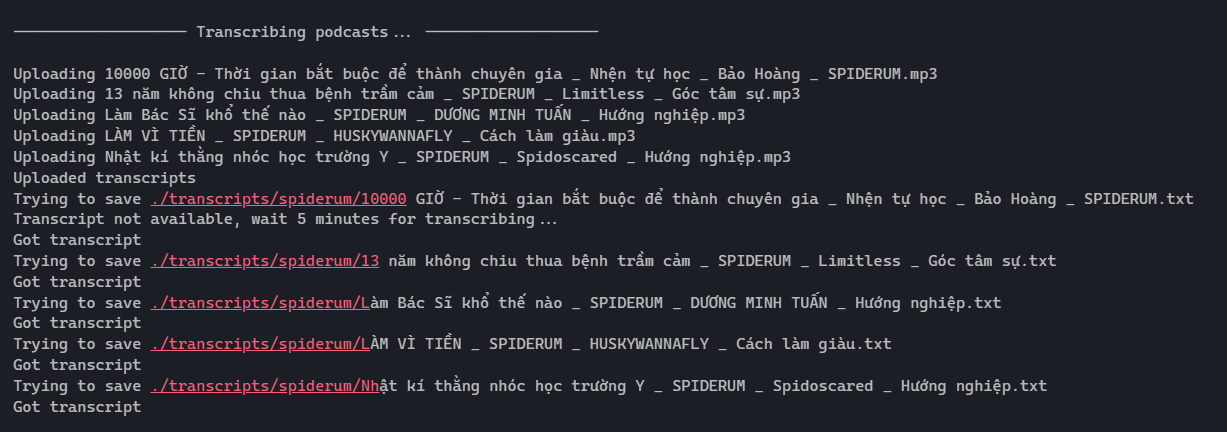 ─────────────────── Transcribing podcasts... ───────────────────
Uploading 10000 GIỜ - Thời gian bắt buộc để thành chuyên gia _ Nhện tự học _ Bảo Hoàng _ SPIDERUM.mp3
Uploading 13 năm không chiu thua bệnh trầm cảm _ SPIDERUM _ Limitless _ Góc tâm sự.mp3
Uploading Làm Bác Sĩ khổ thế nào _ SPIDERUM _ DƯƠNG MINH TUẤN _ Hướng nghiệp.mp3
Uploading LÀM VÌ TIỀN _ SPIDERUM _ HUSKYWANNAFLY _ Cách làm giàu.mp3
Uploading Nhật kí thằng nhóc học trường Y _ SPIDERUM _ Spidoscared _ Hướng nghiệp.mp3
Uploaded transcripts
Trying to save ./transcripts/spiderum/10000 GIỜ - Thời gian bắt buộc để thành chuyên gia _ Nhện tự học _ Bảo Hoàng _ SPIDERUM.txt
Transcript not available, wait 5 minutes for transcribing...
Got transcript
Trying to save ./transcripts/spiderum/13 năm không chiu thua bệnh trầm cảm _ SPIDERUM _ Limitless _ Góc tâm sự.txt
Got transcript
Trying to save ./transcripts/spiderum/Làm Bác Sĩ khổ thế nào _ SPIDERUM _ DƯƠNG MINH TUẤN _ Hướng nghiệp.txt
Got transcript
Trying to save ./transcripts/spiderum/LÀM VÌ TIỀN _ SPIDERUM _ HUSKYWANNAFLY _ Cách làm giàu.txt
Got transcript
Trying to save ./transcripts/spiderum/Nhật kí thằng nhóc học trường Y _ SPIDERUM _ Spidoscared _ Hướng nghiệp.txt
Got transcript